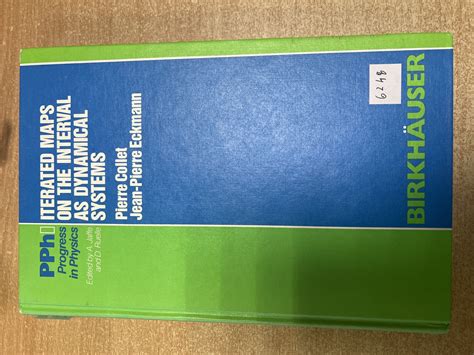 PPh1
Progress
in Physics
Edited by A. Jaffe
and D. Ruelle
ITERATED MAPS
ON THE INTERVAL
AS DYNAMICAL
SYSTEMS
Pierre Collet
Jean-Pierre Eckmann
6248
BIRKHÄUSER